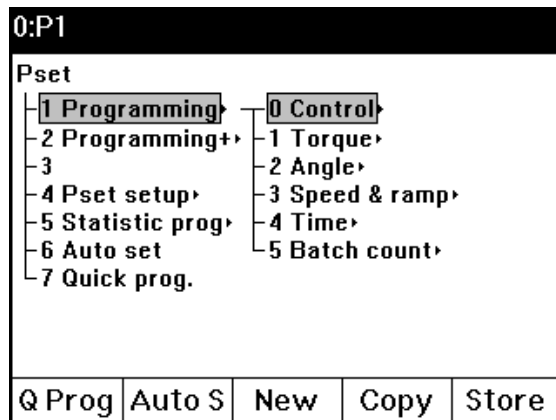 0:P1
Pset
1 Programming
0 Control
2 Programming+
1 Torque
3
2 Angle
4 Pset setup
3 Speed & ramp
5 Statistic prog
4 Time
6 Auto set
5 Batch count
7 Quick prog.
Q Prog Auto S New Copy Store